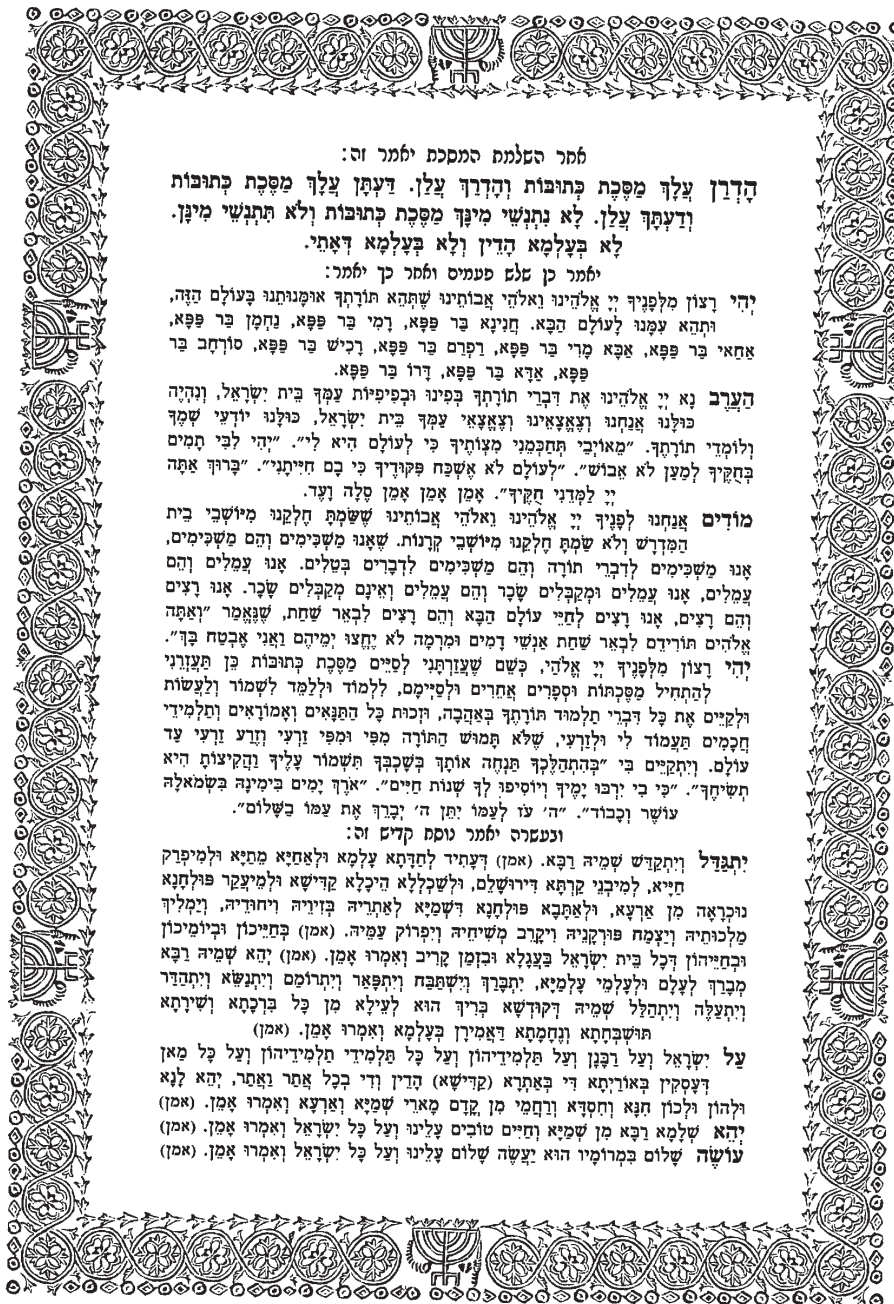 אחר השלמת המסכת יאמר זה:
הֲדְרַן עֲלָךְ מַסֶּכֶת כְּתוּבּוֹת וְהַדְרָךְ עֲלַן. דַּעְתָּן עֲלָךְ מַסֶּכֶת כְּתוּבּוֹת
וְדַעְתָּךְ עֲלַן. לָא נִתְנְשֵׁי מִינָּךְ מַסֶּכֶת כְּתוּבּוֹת וְלֹא תִּתְנְשֵׁי מִינָּן.
לָא בְּעָלְמָא הָדֵין וְלֹא בְּעָלְמָא דְּאָתֵי.
יאמר כן שלש פעמים ואחר כך יאמר:
יְהִי רָצוֹן מִלְּפָנֶיךָ יְיָ אֱלֹהֵינוּ וֵאלֹהֵי אֲבוֹתֵינוּ שֶׁתְּהֵא תּוֹרָתְךָ אוּמָּנוּתֵנוּ בָּעוֹלָם הַזֶּה,
וּתְהֵא עִמָּנוּ לָעוֹלָם הַבָּא. חֲנִינָא בַּר פַּפָּא, רָמִי בַּר פַּפָּא, נַחְמָן בַּר פַּפָּא,
אַחַאי בַּר פַּפָּא, אַבָּא מָרִי בַּר פַּפָּא, רַפְרָם בַּר פַּפָּא, רָכִישׁ בַּר פַּפָּא, סוֹרְחָב בַּר
פַּפָּא, אַדָּא בַּר פַּפָּא, דָּרוֹ בַּר פַּפָּא.
הַעֲרֶב נָא יְיָ אֱלֹהֵינוּ אֶת דִּבְרֵי תוֹרָתְךָ בְּפִינוּ וּבְפִיפִיּוֹת עַמְּךָ בֵּית יִשְׂרָאֵל, וְנִהְיֶה
כּוּלָּנוּ אֲנַחְנוּ וְצֶאֱצָאֵינוּ וְצֶאֱצָאֵי עַמְּךָ בֵּית יִשְׂרָאֵל, כּוּלָּנוּ יוֹדְעֵי שְׁמֶךָ
וְלוֹמְדֵי תוֹרָתֶךָ. ״מֵאוֹיְבַי תְּחַכְּמֵנִי מִצְוֹתֶיךָ כִּי לְעוֹלָם הִיא לִי״. ״יְהִי לִבִּי תָמִים
בְּחֻקֶּיךָ לְמַעַן לֹא אֵבוֹשׁ״. ״לְעוֹלָם לֹא אֶשְׁכַּח פִּקּוּדֶיךָ כִּי בָם חִיִּיתָנִי״. ״בָּרוּךְ אַתָּה
יְיָ לַמְּדֵנִי חֻקֶּיךָ״. אָמֵן אָמֵן אָמֵן סֶלָה וָעֶד.
מוֹדִים אֲנַחְנוּ לְפָנֶיךָ יְיָ אֱלֹהֵינוּ וֵאלֹהֵי אֲבוֹתֵינוּ שֶׁשַּׂמְתָּ חֶלְקֵנוּ מִיּוֹשְׁבֵי בֵּית
הַמִּדְרָשׁ וְלֹא שַׂמְתָּ חֶלְקֵנוּ מִיּוֹשְׁבֵי קְרָנוֹת. שֶׁאָנוּ מַשְׁכִּימִים וְהֵם מַשְׁכִּימִים,
אָנוּ מַשְׁכִּימִים לְדִבְרֵי תוֹרָה וְהֵם מַשְׁכִּימִים לִדְבָרִים בְּטֵלִים. אָנוּ עֲמֵלִים וְהֵם
עֲמֵלִים, אָנוּ עֲמֵלִים וּמְקַבְּלִים שָׂכָר וְהֵם עֲמֵלִים וְאֵינָם מְקַבְּלִים שָׂכָר. אָנוּ רָצִים
וְהֵם רָצִים, אָנוּ רָצִים לְחַיֵּי עוֹלָם הַבָּא וְהֵם רָצִים לִבְאֵר שַׁחַת, שֶׁנֶּאֱמַר ״וְאַתָּה
אֱלֹהִים תּוֹרִידֵם לִבְאֵר שַׁחַת אַנְשֵׁי דָמִים וּמִרְמָה לֹא יֶחֱצוּ יְמֵיהֶם וַאֲנִי אֶבְטַח בָּךְ״.
יְהִי רָצוֹן מִלְּפָנֶיךָ יְיָ אֱלֹהַי, כְּשֵׁם שֶׁעֲזַרְתַּנִי לְסַיֵּים מַסֶּכֶת כְּתוּבּוֹת כֵּן תַּעַזְרֵנִי
לְהַתְחִיל מַסֶּכְתּוֹת וּסְפָרִים אֲחֵרִים וּלְסַיְּימָם, לִלְמוֹד וּלְלַמֵּד לִשְׁמוֹר וְלַעֲשׂוֹת
וּלְקַיֵּים אֶת כָּל דִּבְרֵי תַלְמוּד תּוֹרָתֶךָ בְּאַהֲבָה, וּזְכוּת כָּל הַתַּנָּאִים וְאָמוֹרָאִים וְתַלְמִידֵי
חֲכָמִים תַּעֲמוֹד לִי וּלְזַרְעִי, שֶׁלֹּא תָמוּשׁ הַתּוֹרָה מִפִּי וּמִפִּי זַרְעִי וְזֶרַע זַרְעִי עַד
עוֹלָם. וְיִתְקַיֵּים בִּי ״בְּהִתְהַלֶּכְךָ תַּנְחֶה אוֹתָךְ בְּשָׁכְבְּךָ תִּשְׁמוֹר עָלֶיךָ וַהֲקִיצוֹתָ הִיא
תְשִׂיחֶךָ״. ״כִּי בִי יִרְבּוּ יָמֶיךָ וְיוֹסִיפוּ לְךָ שְׁנוֹת חַיִּים״. ״אֹרֶךְ יָמִים בִּימִינָהּ בִּשְׂמֹאלָהּ
עוֹשֶׁר וְכָבוֹד״. ״ה׳ עֹז לְעַמּוֹ יִתֵּן ה׳ יְבָרֵךְ אֶת עַמּוֹ בַשָּׁלוֹם״.
ובעשרה יאמר נוסח קדיש זה:
יִתְגַּדַּל וְיִתְקַדַּשׁ שְׁמֵיהּ רַבָּא. (אמן) דְּעָתִיד לְחַדָּתָא עָלְמָא וּלְאַחֲיָא מֵתַיָּא וּלְמִיפְרַק
חַיָּיא, לְמִיבְנֵי קַרְתָּא דִּירוּשְׁלֵם, וּלְשַׁכְלְלָא הֵיכָלָא קַדִּישָׁא וּלְמֵיעֲקַר פּוּלְחָנָא
נוּכְרָאָה מִן אַרְעָא, וּלְאָתָבָא פּוּלְחָנָא דִּשְׁמַיָּא לְאַתְרֵיהּ בְּזִיוֵיהּ וִיחוּדֵיהּ, וְיַמְלִיךְ
מַלְכוּתֵיהּ וְיַצְמַח פּוּרְקָנֵיהּ וִיקָרֵב מְשִׁיחֵיהּ וְיִפְרוֹק עַמֵּיהּ. (אמן) בְּחַיֵּיכוֹן וּבְיוֹמֵיכוֹן
וּבְחַיֵּיהוֹן דְּכָל בֵּית יִשְׂרָאֵל בַּעֲגָלָא וּבִזְמַן קָרִיב וְאִמְרוּ אָמֵן. (אמן) יְהֵא שְׁמֵיהּ רַבָּא
מְבָרַךְ לְעָלַם וּלְעָלְמֵי עָלְמַיָּא, יִתְבָּרַךְ וְיִשְׁתַּבַּח וְיִתְפָּאַר וְיִתְרוֹמַם וְיִתְנַשֵּׂא וְיִתְהַדַּר
וְיִתְעַלֶּה וְיִתְהַלַּל שְׁמֵיהּ דְּקוּדְשָׁא בְּרִיךְ הוּא לְעֵילָא מִן כָּל בִּרְכָתָא וְשִׁירָתָא
תּוּשְׁבְּחָתָא וְנֶחָמָתָא דַּאֲמִירָן בְּעָלְמָא וְאִמְרוּ אָמֵן. (אמן)
עַל יִשְׂרָאֵל וְעַל רַבָּנָן וְעַל תַּלְמִידֵיהוֹן וְעַל כָּל תַּלְמִידֵי תַלְמִידֵיהוֹן וְעַל כָּל מַאן
דְּעָסְקִין בְּאוֹרַיְתָא דִּי בְאַתְרָא (קַדִּישָׁא) הָדֵין וְדִי בְכָל אֲתַר וַאֲתַר, יְהֵא לָנָא
וּלְהוֹן וּלְכוֹן חִנָּא וְחִסְדָּא וְרַחֲמֵי מִן קֳדָם מָארֵי שְׁמַיָּא וְאַרְעָא וְאִמְרוּ אָמֵן. (אמן)
יְהֵא שְׁלָמָא רַבָּא מִן שְׁמַיָּא וְחַיִּים טוֹבִים עָלֵינוּ וְעַל כָּל יִשְׂרָאֵל וְאִמְרוּ אָמֵן. (אמן)
עוֹשֶׂה שָׁלוֹם בִּמְרוֹמָיו הוּא יַעֲשֶׂה שָׁלוֹם עָלֵינוּ וְעַל כָּל יִשְׂרָאֵל וְאִמְרוּ אָמֵן. (אמן)